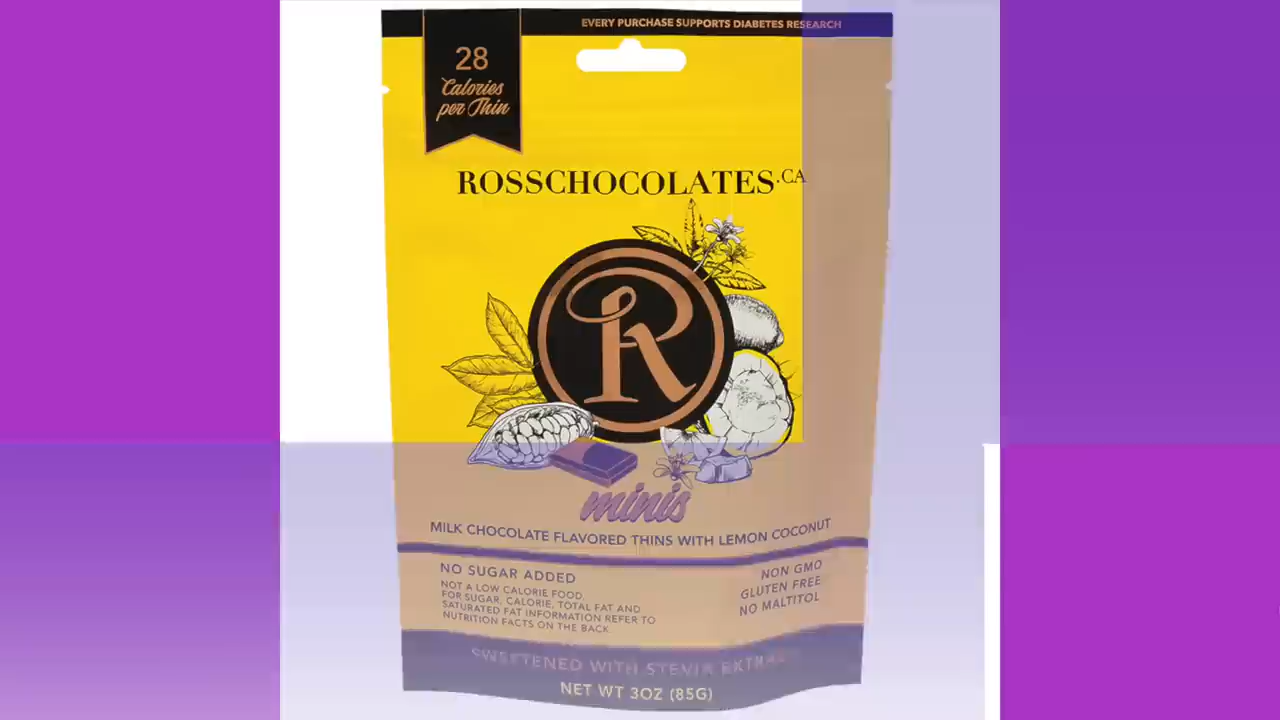 EVERY PURCHASE SUPPORTS DIABETES RESEARCH
28
Calories
per Thin
ROSSCHOCOLATES.CA
R
minis
MILK CHOCOLATE FLAVORED THINS WITH LEMON COCONUT
NO SUGAR ADDED
NOT A LOW CALORIE FOOD.
FOR SUGAR, CALORIE, TOTAL FAT AND
SATURATED FAT INFORMATION REFER TO
NUTRITION FACTS ON THE BACK.
NON GMO
GLUTEN FREE
NO MALTITOL
SWEETENED WITH STEVIA EXTRACT
NET WT 3OZ (85G)